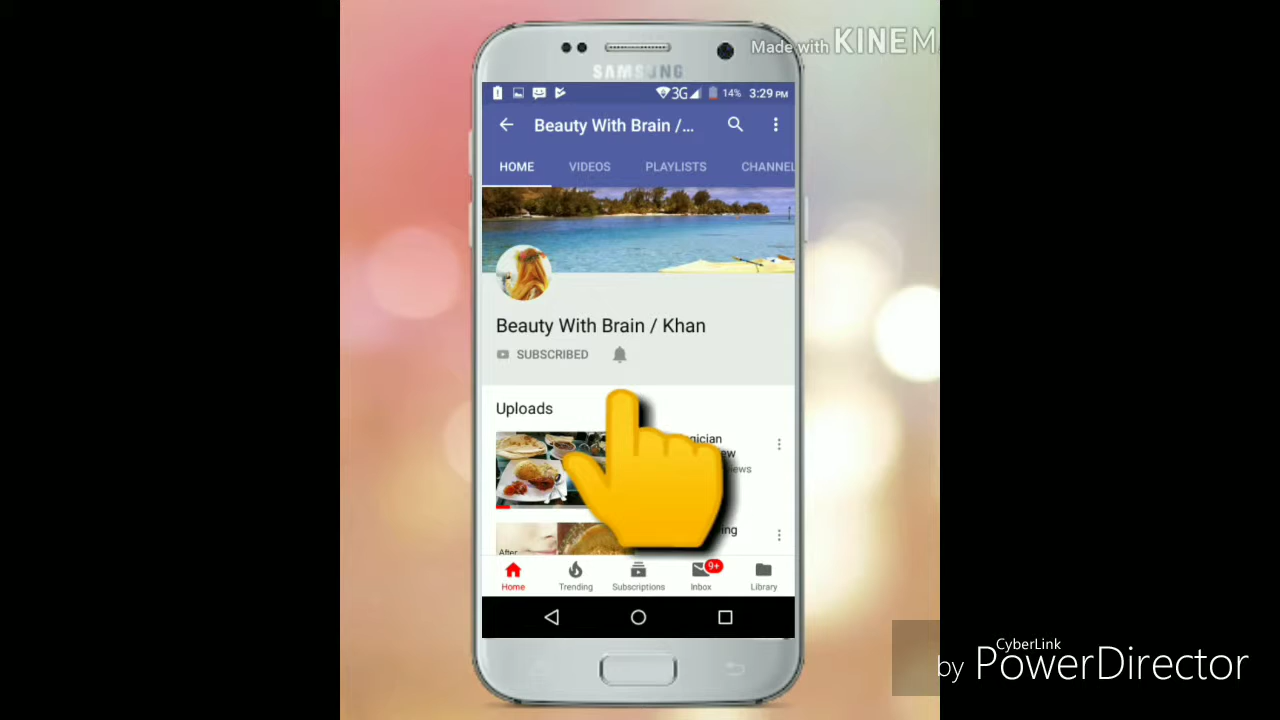 Made with KINEM
SAMSUNG
3G 14% 3:29 PM
Beauty With Brain /...
HOME VIDEOS PLAYLISTS CHANNEL
Beauty With Brain / Khan
SUBSCRIBED
Uploads
After
9+
Home Trending Subscriptions Inbox Library
CyberLink
by PowerDirector